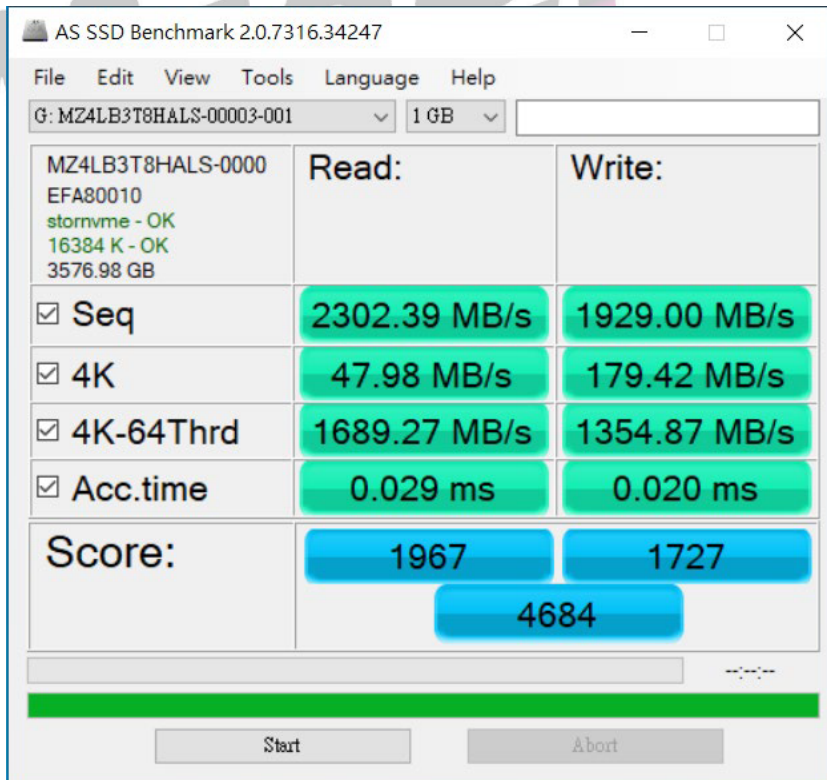 AS SSD Benchmark 2.0.7316.34247
File Edit View Tools Language Help
G: MZ4LB3T8HALS-00003-001 1 GB
MZ4LB3T8HALS-0000
EFA80010
stornvme - OK
16384 K - OK
3576.98 GB
Read: Write:
Seq 2302.39 MB/s 1929.00 MB/s
4K 47.98 MB/s 179.42 MB/s
4K-64Thrd 1689.27 MB/s 1354.87 MB/s
Acc.time 0.029 ms 0.020 ms
Score: 1967 1727
4684
--:--:--
Start Abort